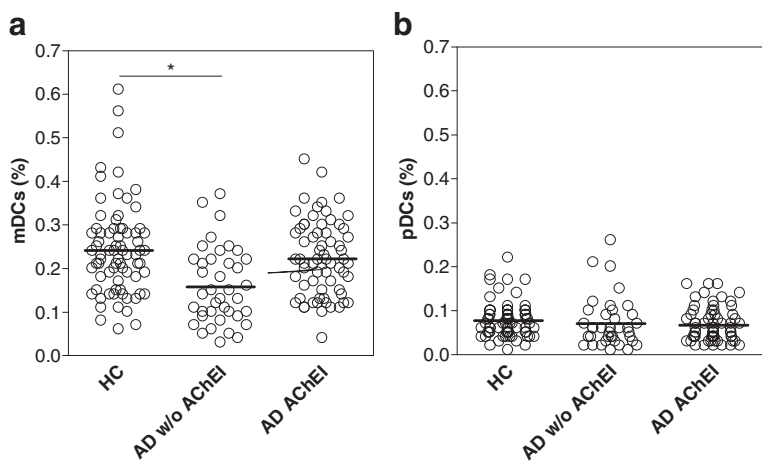 a
b
0.7
0.6
0.5
0.4
0.3
0.2
0.1
0.0
mDCs (%)
*
HC
AD w/o AChEI
AD AChEI
0.7
0.6
0.5
0.3
0.2
0.1
0.0
pDCs (%)
HC
AD w/o AChEI
AD AChEI